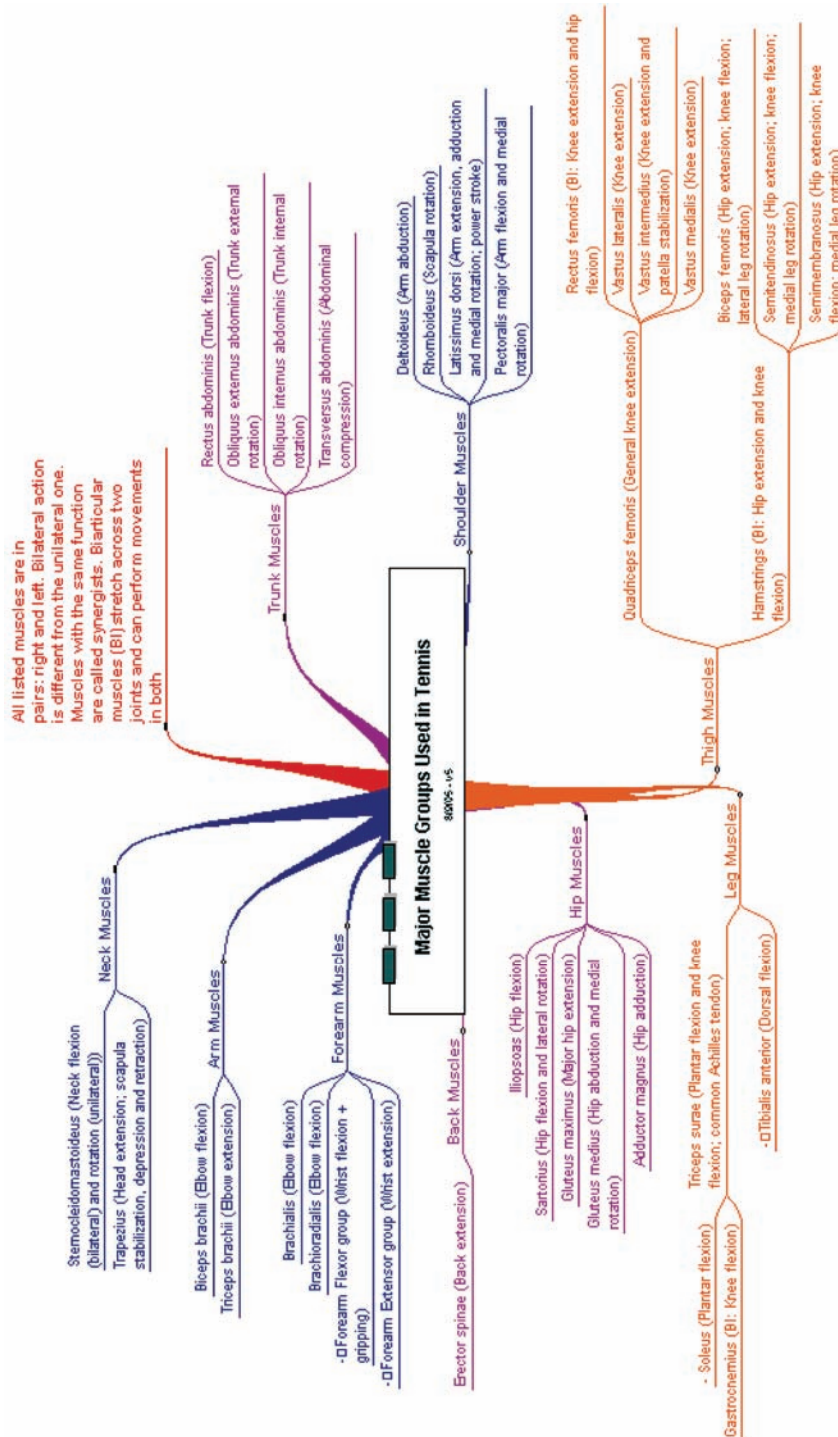 All listed muscles are in
pairs: right and left. Bilateral action
is different from the unilateral one.
Muscles with the same function
are called synergists. Biarticular
muscles (BI) stretch across two
joints and can perform movements
in both
Neck Muscles
Sternocleidomastoideus (Neck flexion
(bilateral) and rotation (unilateral))
Trapezius (Head extension; scapula
stabilization, depression and retraction)
Arm Muscles
Biceps brachii (Elbow flexion)
Triceps brachii (Elbow extension)
Forearm Muscles
Brachialis (Elbow flexion)
Brachioradialis (Elbow flexion)
- □Forearm Flexor group (Wrist flexion +
gripping)
- □Forearm Extensor group (Wrist extension)
Trunk Muscles
Rectus abdominis (Trunk flexion)
Obliquus externus abdominis (Trunk external
rotation)
Obliquus internus abdominis (Trunk internal
rotation)
Transversus abdominis (Abdominal
compression)
Major Muscle Groups Used in Tennis
Shoulder Muscles
Deltoideus (Arm abduction)
Rhomboideus (Scapula rotation)
Latissimus dorsi (Arm extension, adduction
and medial rotation; power stroke)
Pectoralis major (Arm flexion and medial
rotation)
Back Muscles
Erector spinae (Back extension)
Hip Muscles
Iliopsoas (Hip flexion)
Sartorius (Hip flexion and lateral rotation)
Gluteus maximus (Major hip extension)
Gluteus medius (Hip abduction and medial
rotation)
Adductor magnus (Hip adduction)
Thigh Muscles
Quadriceps femoris (General knee extension)
Rectus femoris (BI: Knee extension and hip
flexion)
Vastus lateralis (Knee extension)
Vastus intermedius (Knee extension and
patella stabilization)
Vastus medialis (Knee extension)
Hamstrings (BI: Hip extension and knee
flexion)
Biceps femoris (Hip extension; knee flexion;
lateral leg rotation)
Semitendinosus (Hip extension; knee flexion;
medial leg rotation)
Semimembranosus (Hip extension; knee
flexion; medial leg rotation)
Leg Muscles
Triceps surae (Plantar flexion and knee
flexion; common Achilles tendon)
- Soleus (Plantar flexion)
Gastrocnemius (BI: Knee flexion)
- □Tibialis anterior (Dorsal flexion)